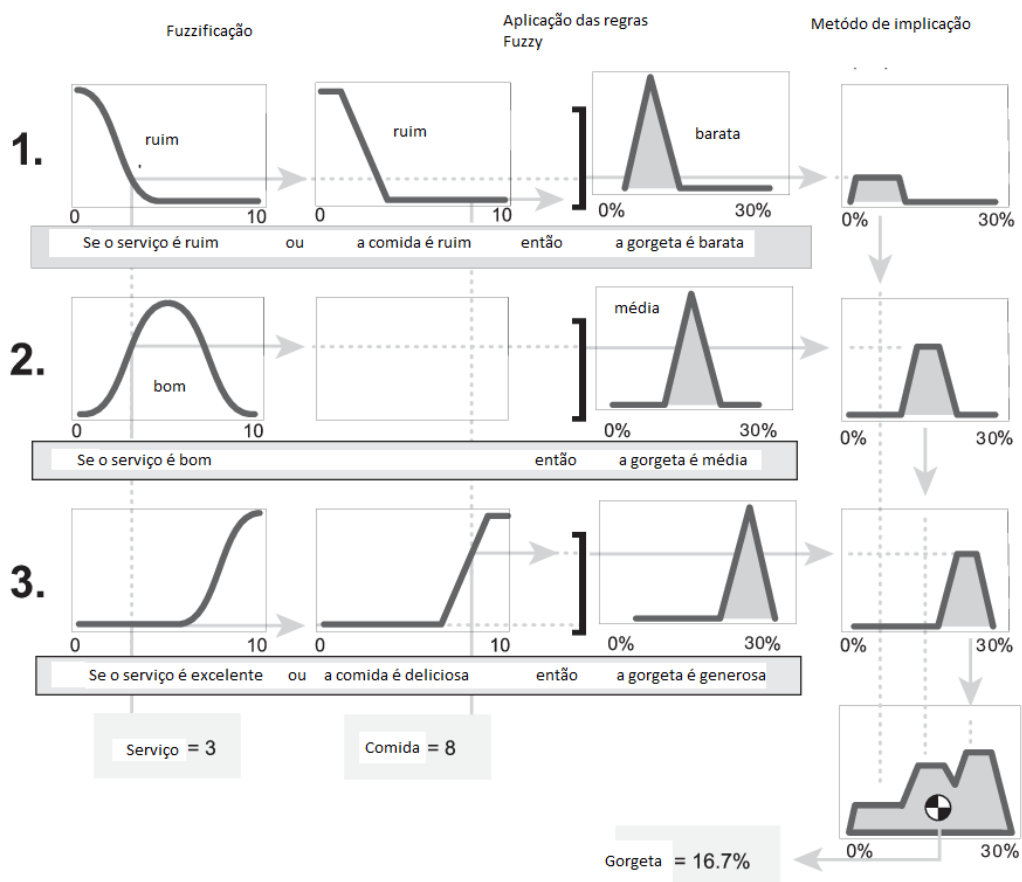 Fuzzificação
Aplicação das regras
Fuzzy
Metódo de implicação
1.
ruim
ruim
barata
0 10
0 10
0% 30%
0% 30%
Se o serviço é ruim ou a comida é ruim então a gorgeta é barata
2.
bom
média
0 10
0% 30%
0% 30%
Se o serviço é bom então a gorgeta é média
3.
0 10
0 10
0% 30%
0% 30%
Se o serviço é excelente ou a comida é deliciosa então a gorgeta é generosa
Serviço = 3
Comida = 8
0% 30%
Gorgeta = 16.7%